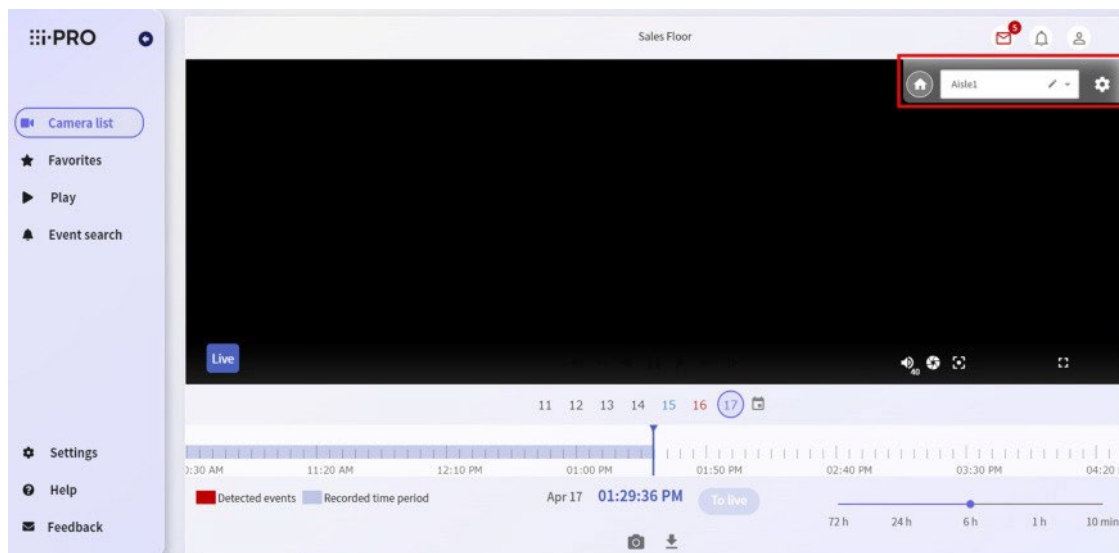 i-PRO
Sales Floor
5
Aisle1
Camera list
Favorites
Play
Event search
Live
40
11 12 13 14 15 16 17
Settings
Help
Feedback
):30 AM 11:20 AM 12:10 PM 01:00 PM 01:50 PM 02:40 PM 03:30 PM 04:20
Detected events Recorded time period Apr 17 01:29:36 PM To live
72 h 24 h 6 h 1 h 10 min